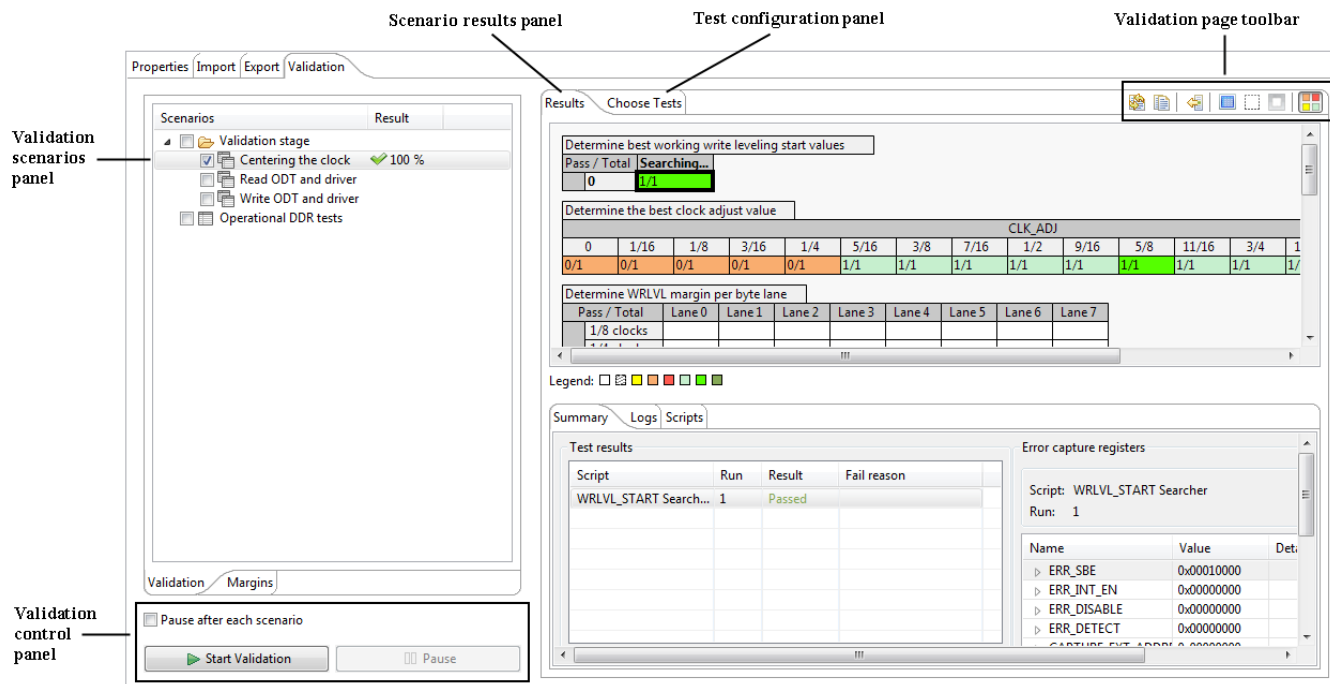 Scenario results panel
Test configuration panel
Validation page toolbar
Properties Import Export Validation
Validation scenarios panel
Scenarios Result
Validation stage
Centering the clock 100 %
Read ODT and driver
Write ODT and driver
Operational DDR tests
Validation Margins
Validation control panel
Pause after each scenario
Start Validation Pause
Results Choose Tests
Determine best working write leveling start values
Pass / Total Searching...
0 1/1
Determine the best clock adjust value
CLK_ADJ
0 1/16 1/8 3/16 1/4 5/16 3/8 7/16 1/2 9/16 5/8 11/16 3/4 1
0/1 0/1 0/1 0/1 0/1 1/1 1/1 1/1 1/1 1/1 1/1 1/1 1/1 1/
Determine WRLVL margin per byte lane
Pass / Total Lane 0 Lane 1 Lane 2 Lane 3 Lane 4 Lane 5 Lane 6 Lane 7
1/8 clocks
Legend:
Summary Logs Scripts
Test results
Script Run Result Fail reason
WRLVL_START Search... 1 Passed
Error capture registers
Script: WRLVL_START Searcher
Run: 1
Name Value Deta
ERR_SBE 0x00010000
ERR_INT_EN 0x00000000
ERR_DISABLE 0x00000000
ERR_DETECT 0x00000000